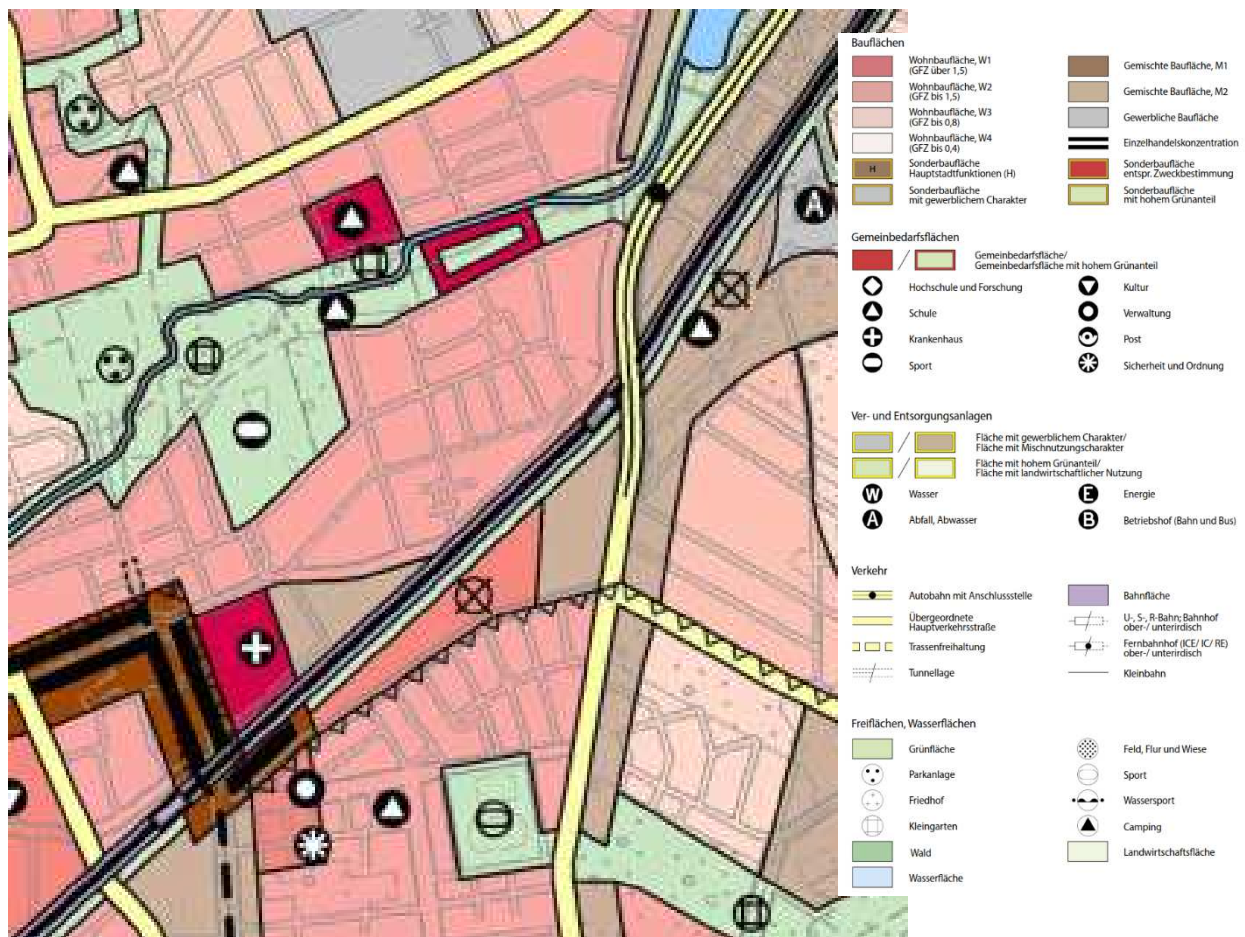 Bauflächen
Wohnbaufläche, W1
(GFZ über 1,5)
Wohnbaufläche, W2
(GFZ bis 1,5)
Wohnbaufläche, W3
(GFZ bis 0,8)
Wohnbaufläche, W4
(GFZ bis 0,4)
H
Sonderbaufläche
Hauptstadtfunktionen (H)
Sonderbaufläche
mit gewerblichem Charakter
Gemischte Baufläche, M1
Gemischte Baufläche, M2
Gewerbliche Baufläche
Einzelhandelskonzentration
Sonderbaufläche
entspr. Zweckbestimmung
Sonderbaufläche
mit hohem Grünanteil
A
Gemeinbedarfsflächen
/
Gemeinbedarfsfläche/
Gemeinbedarfsfläche mit hohem Grünanteil
Hochschule und Forschung
Schule
Krankenhaus
Sport
Kultur
Verwaltung
Post
Sicherheit und Ordnung
Ver- und Entsorgungsanlagen
/
Fläche mit gewerblichem Charakter/
Fläche mit Mischnutzungscharakter
/
Fläche mit hohem Grünanteil/
Fläche mit landwirtschaftlicher Nutzung
W Wasser
A Abfall, Abwasser
E Energie
B Betriebshof (Bahn und Bus)
Verkehr
Autobahn mit Anschlussstelle
Übergeordnete
Hauptverkehrsstraße
Trassenfreihaltung
Tunnellage
Bahnfläche
U-, S-, R-Bahn; Bahnhof
ober-/ unterirdisch
Fernbahnhof (ICE/ IC/ RE)
ober-/ unterirdisch
Kleinbahn
Freiflächen, Wasserflächen
Grünfläche
Parkanlage
Friedhof
Kleingarten
Wald
Wasserfläche
Feld, Flur und Wiese
Sport
Wassersport
Camping
Landwirtschaftsfläche